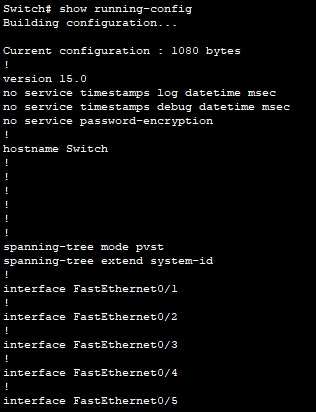 Switch# show running-config
Building configuration...
Current configuration : 1080 bytes
!
version 15.0
no service timestamps log datetime msec
no service timestamps debug datetime msec
no service password-encryption
!
hostname Switch
!
!
!
!
!
!
spanning-tree mode pvst
spanning-tree extend system-id
!
interface FastEthernet0/1
!
interface FastEthernet0/2
!
interface FastEthernet0/3
!
interface FastEthernet0/4
!
interface FastEthernet0/5